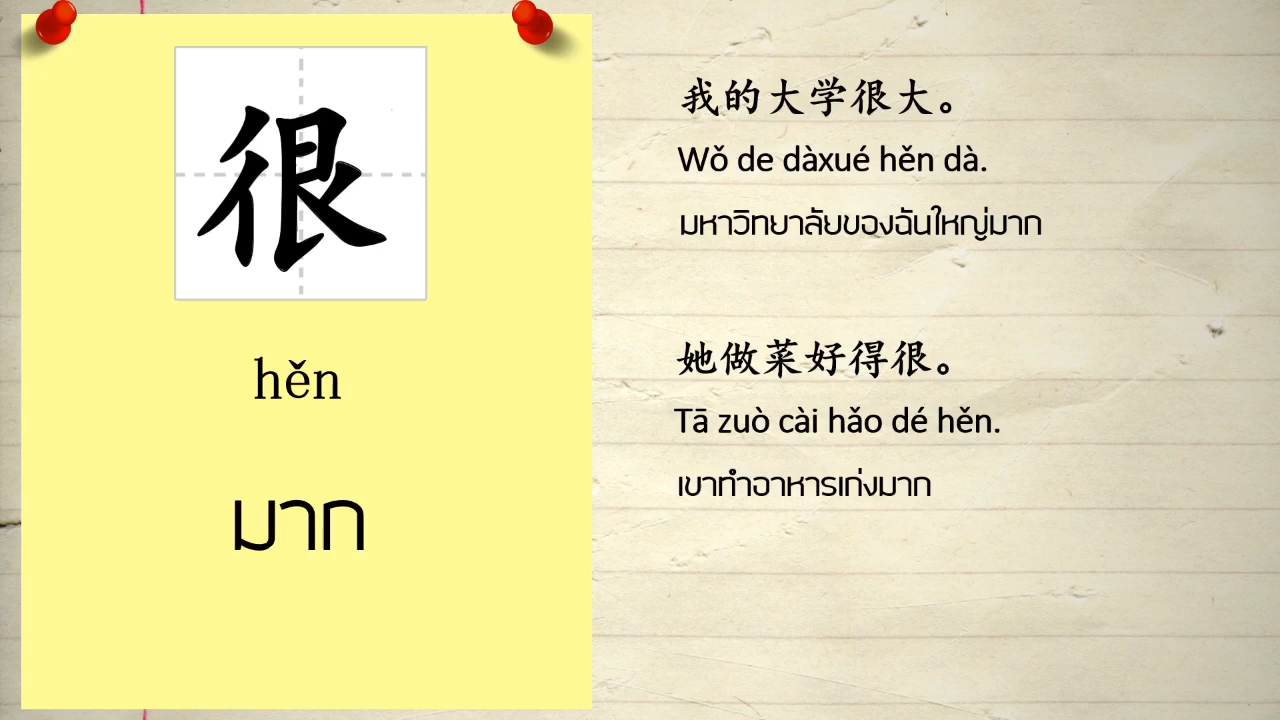 很
hěn
มาก
我的大学很大。
Wǒ de dàxué hěn dà.
มหาวิทยาลัยของฉันใหญ่มาก
她做菜好得很。
Tā zuò cài hǎo dé hěn.
เขาทำอาหารเก่งมาก